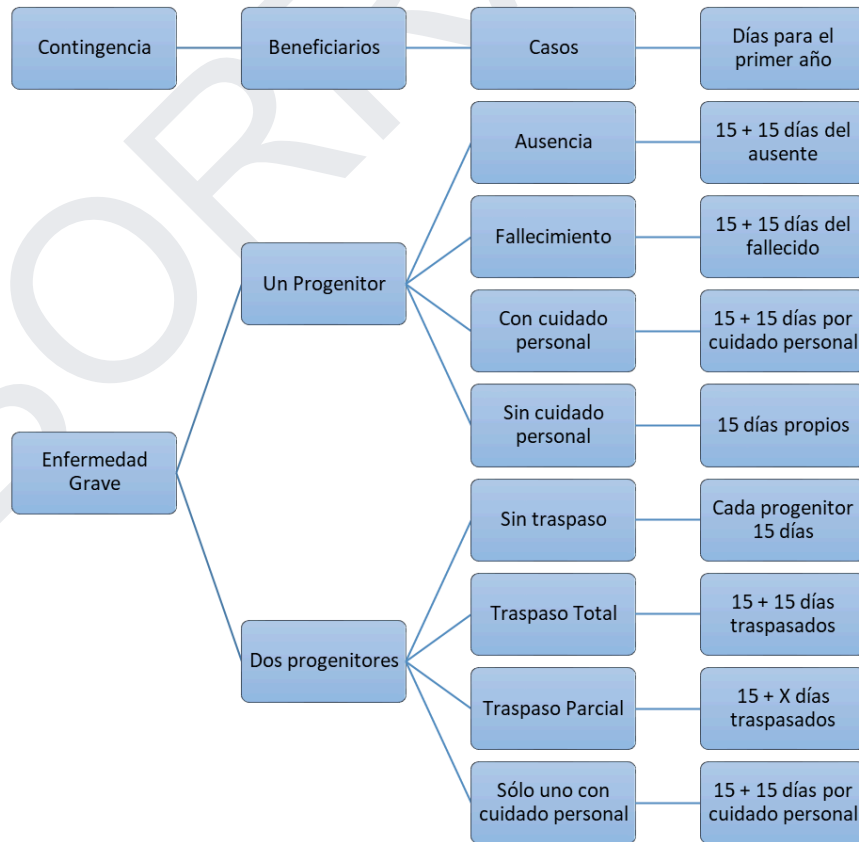 Contingencia
Beneficiarios
Casos
Días para el
primer año
Ausencia
15 + 15 días del
ausente
Fallecimiento
15 + 15 días del
fallecido
Un Progenitor
Con cuidado
personal
15 + 15 días por
cuidado personal
Sin cuidado
personal
15 días propios
Enfermedad
Grave
Sin traspaso
Cada progenitor
15 días
Traspaso Total
15 + 15 días
traspasados
Dos progenitores
Traspaso Parcial
15 + X días
traspasados
Sólo uno con
cuidado personal
15 + 15 días por
cuidado personal